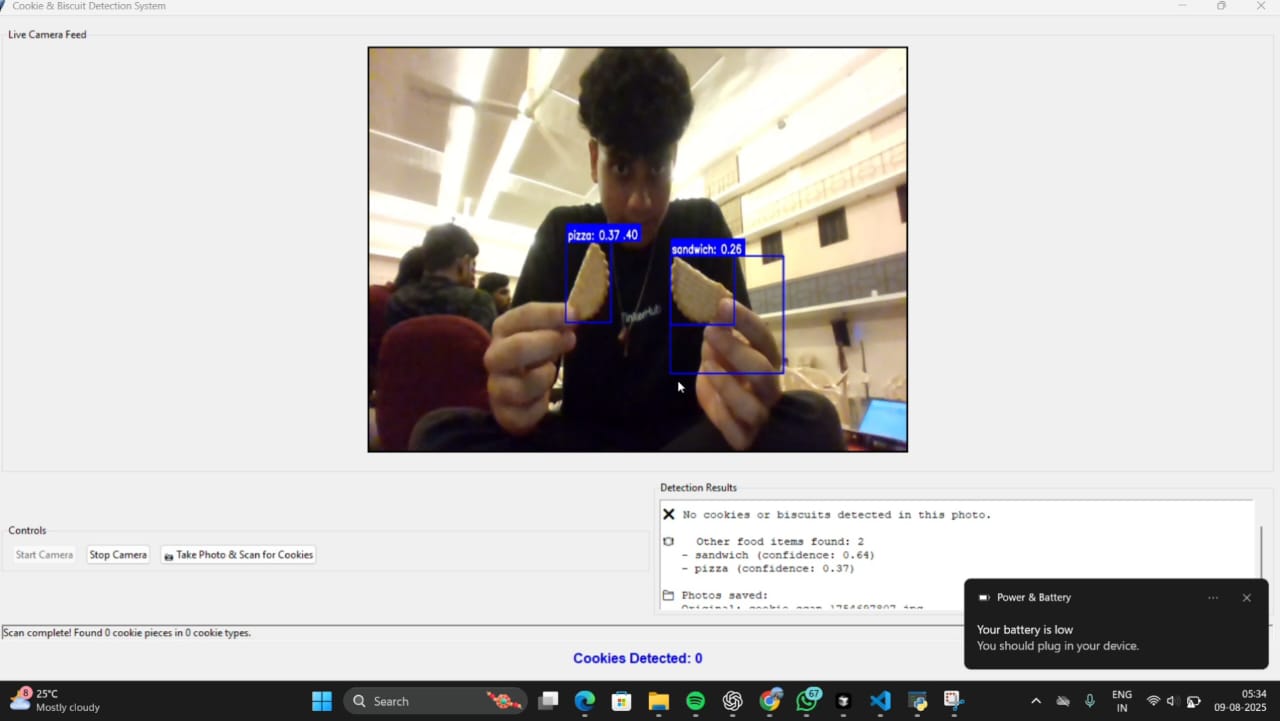 Cookie & Biscuit Detection System
Live Camera Feed
pizza: 0.37 .40
sandwich: 0.26
TinkerHub
Detection Results
No cookies or biscuits detected in this photo.
Other food items found: 2
- sandwich (confidence: 0.64)
- pizza (confidence: 0.37)
Photos saved:
Original: cookie_scan_1754697807.jpg
Controls
Start Camera Stop Camera Take Photo & Scan for Cookies
Scan complete! Found 0 cookie pieces in 0 cookie types.
Cookies Detected: 0
Power & Battery
Your battery is low
You should plug in your device.
8
25°C
Mostly cloudy
Search
67
ENG
IN
05:34
09-08-2025